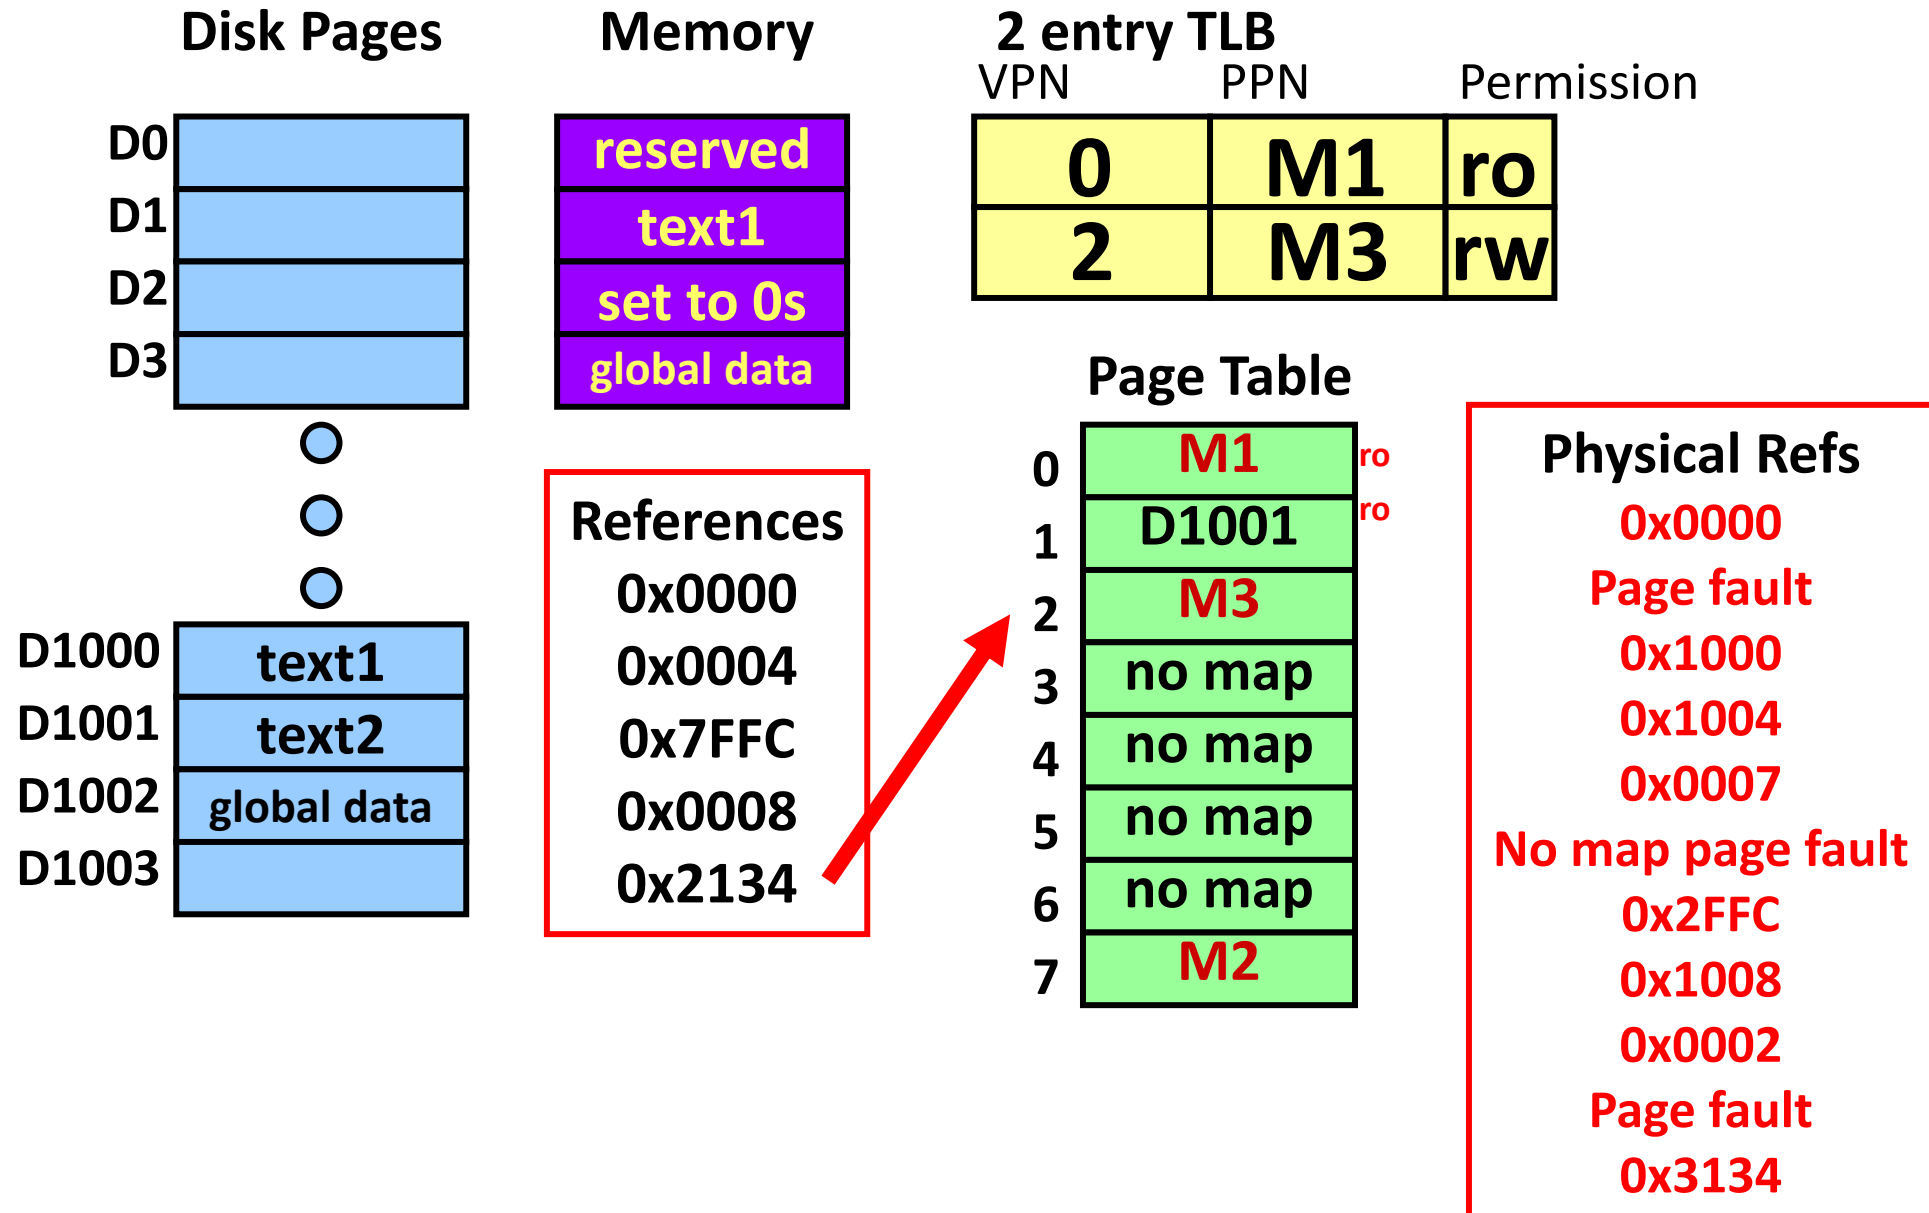 Disk Pages
D0
D1
D2
D3
D1000 text1
D1001 text2
D1002 global data
D1003
Memory
reserved
text1
set to 0s
global data
References
0x0000
0x0004
0x7FFC
0x0008
0x2134
2 entry TLB
VPN PPN Permission
0 M1 ro
2 M3 rw
Page Table
0 M1 ro
1 D1001 ro
2 M3
3 no map
4 no map
5 no map
6 no map
7 M2
Physical Refs
0x0000
Page fault
0x1000
0x1004
0x0007
No map page fault
0x2FFC
0x1008
0x0002
Page fault
0x3134